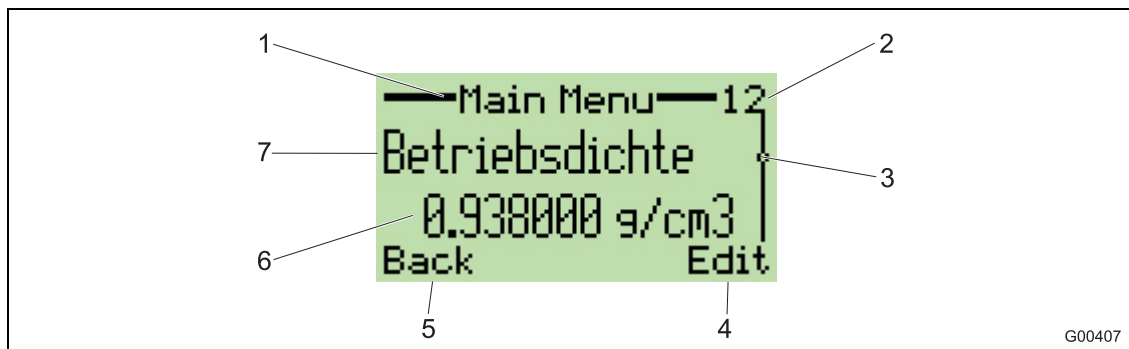 1 2
Main Menu 12
7 Betriebsdichte 3
6 0.938000 g/cm3
Back Edit
5 4
G00407